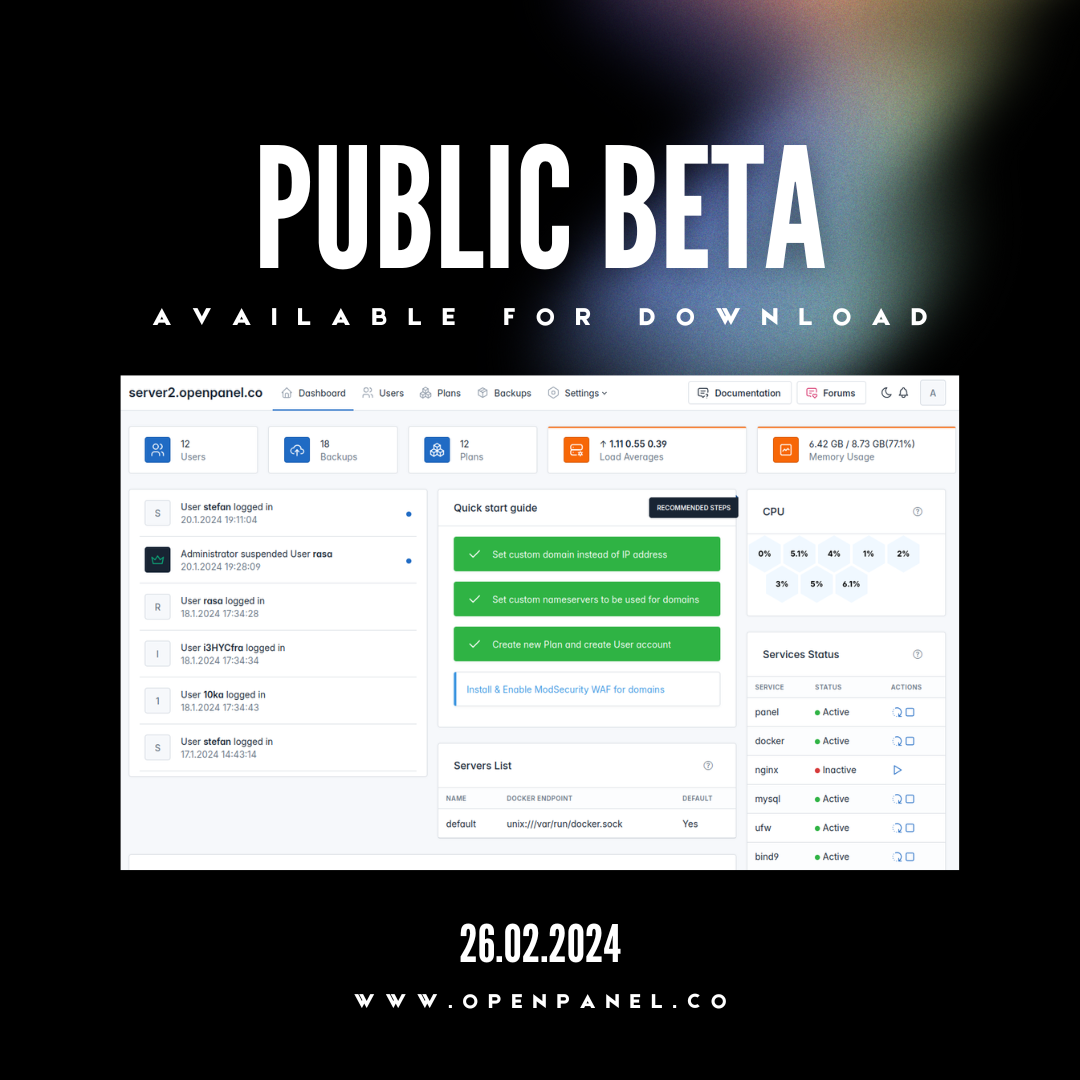 PUBLIC BETA
AVAILABLE FOR DOWNLOAD
server2.openpanel.co Dashboard Users Plans Backups Settings Documentation Forums A
12
Users
18
Backups
12
Plans
↑ 1.11 0.55 0.39
Load Averages
6.42 GB / 8.73 GB(77.1%)
Memory Usage
S
User stefan logged in
20.1.2024 19:11:04
Administrator suspended User rasa
20.1.2024 19:28:09
R
User rasa logged in
18.1.2024 17:34:28
I
User i3HYCfra logged in
18.1.2024 17:34:34
1
User 10ka logged in
18.1.2024 17:34:43
S
User stefan logged in
17.1.2024 14:43:14
Quick start guide
RECOMMENDED STEPS
Set custom domain instead of IP address
Set custom nameservers to be used for domains
Create new Plan and create User account
Install & Enable ModSecurity WAF for domains
Servers List
NAME DOCKER ENDPOINT DEFAULT
default unix:///var/run/docker.sock Yes
CPU
0% 5.1% 4% 1% 2%
3% 5% 6.1%
Services Status
SERVICE STATUS ACTIONS
panel Active
docker Active
nginx Inactive
mysql Active
ufw Active
bind9 Active
26.02.2024
WWW.OPENPANEL.CO